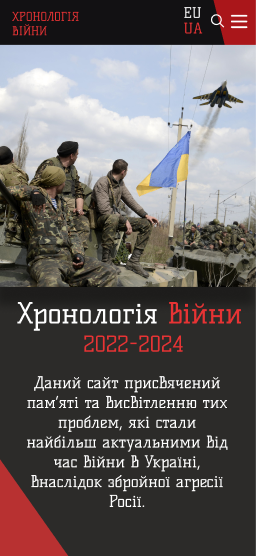 ХРОНОЛОГІЯ
ВІЙНИ
EU
UA
Хронологія Війни
2022-2024
Даний сайт присвячений
пам'яті та висвітленню тих
проблем, які стали
найбільш актуальними від
час війни в Україні,
внаслідок збройної агресії
Росії.